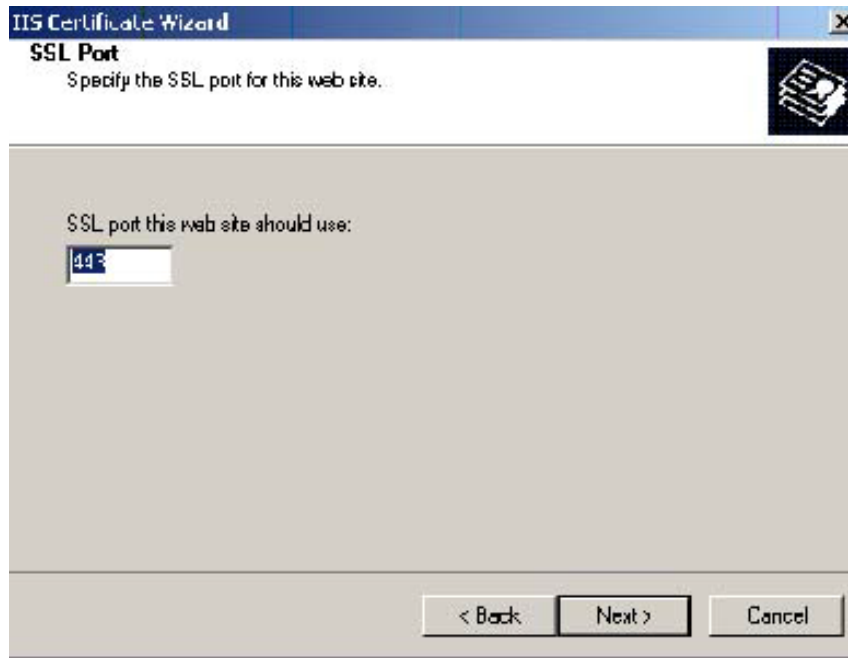 IIS Certificate Wizard
SSL Port
Specify the SSL port for this web site.
SSL port this web site should use:
443
< Back
Next >
Cancel